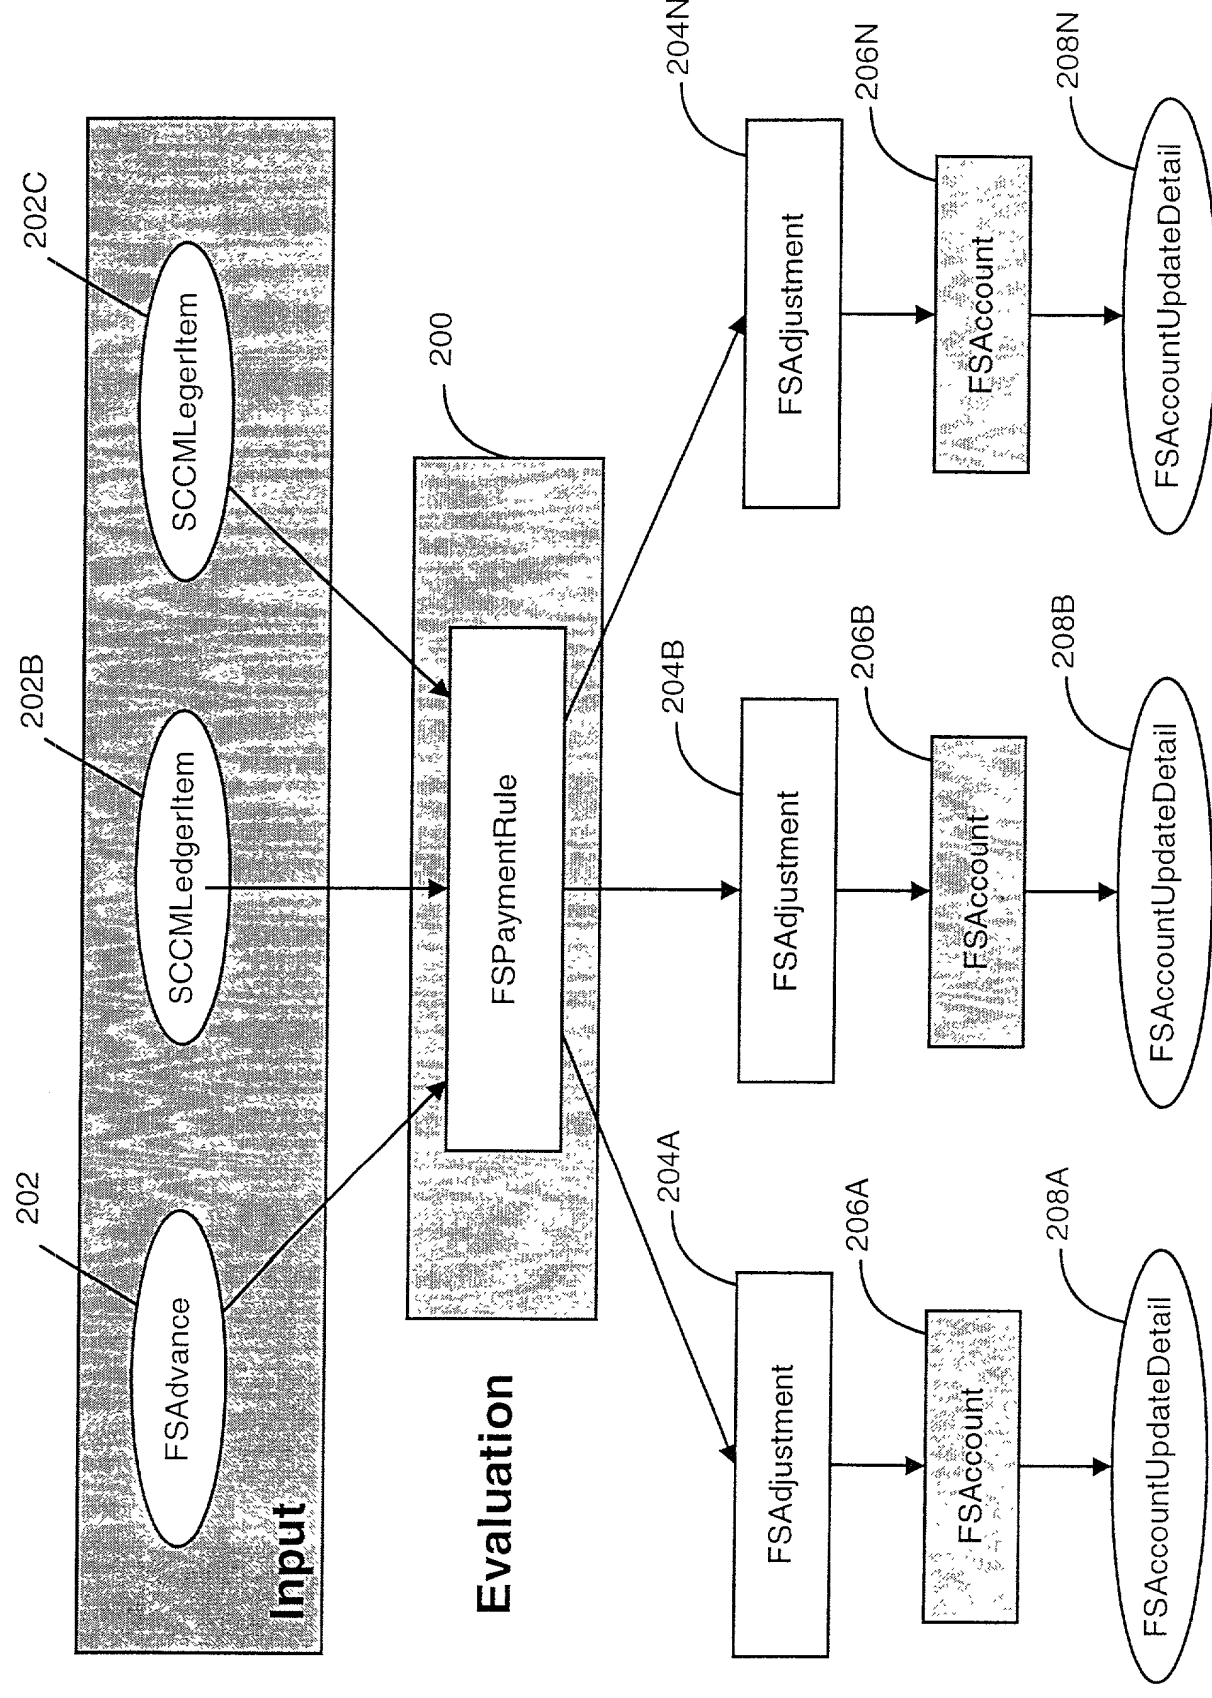 202
202B
202C
FSAdvance
SCCMLedgerItem
SCCMLegerItem
Input
200
Evaluation
FSPaymentRule
204A
204B
204N
FSAdjustment
FSAdjustment
FSAdjustment
206A
206B
206N
FSAccount
FSAccount
FSAccount
208A
208B
208N
FSAccountUpdateDetail
FSAccountUpdateDetail
FSAccountUpdateDetail